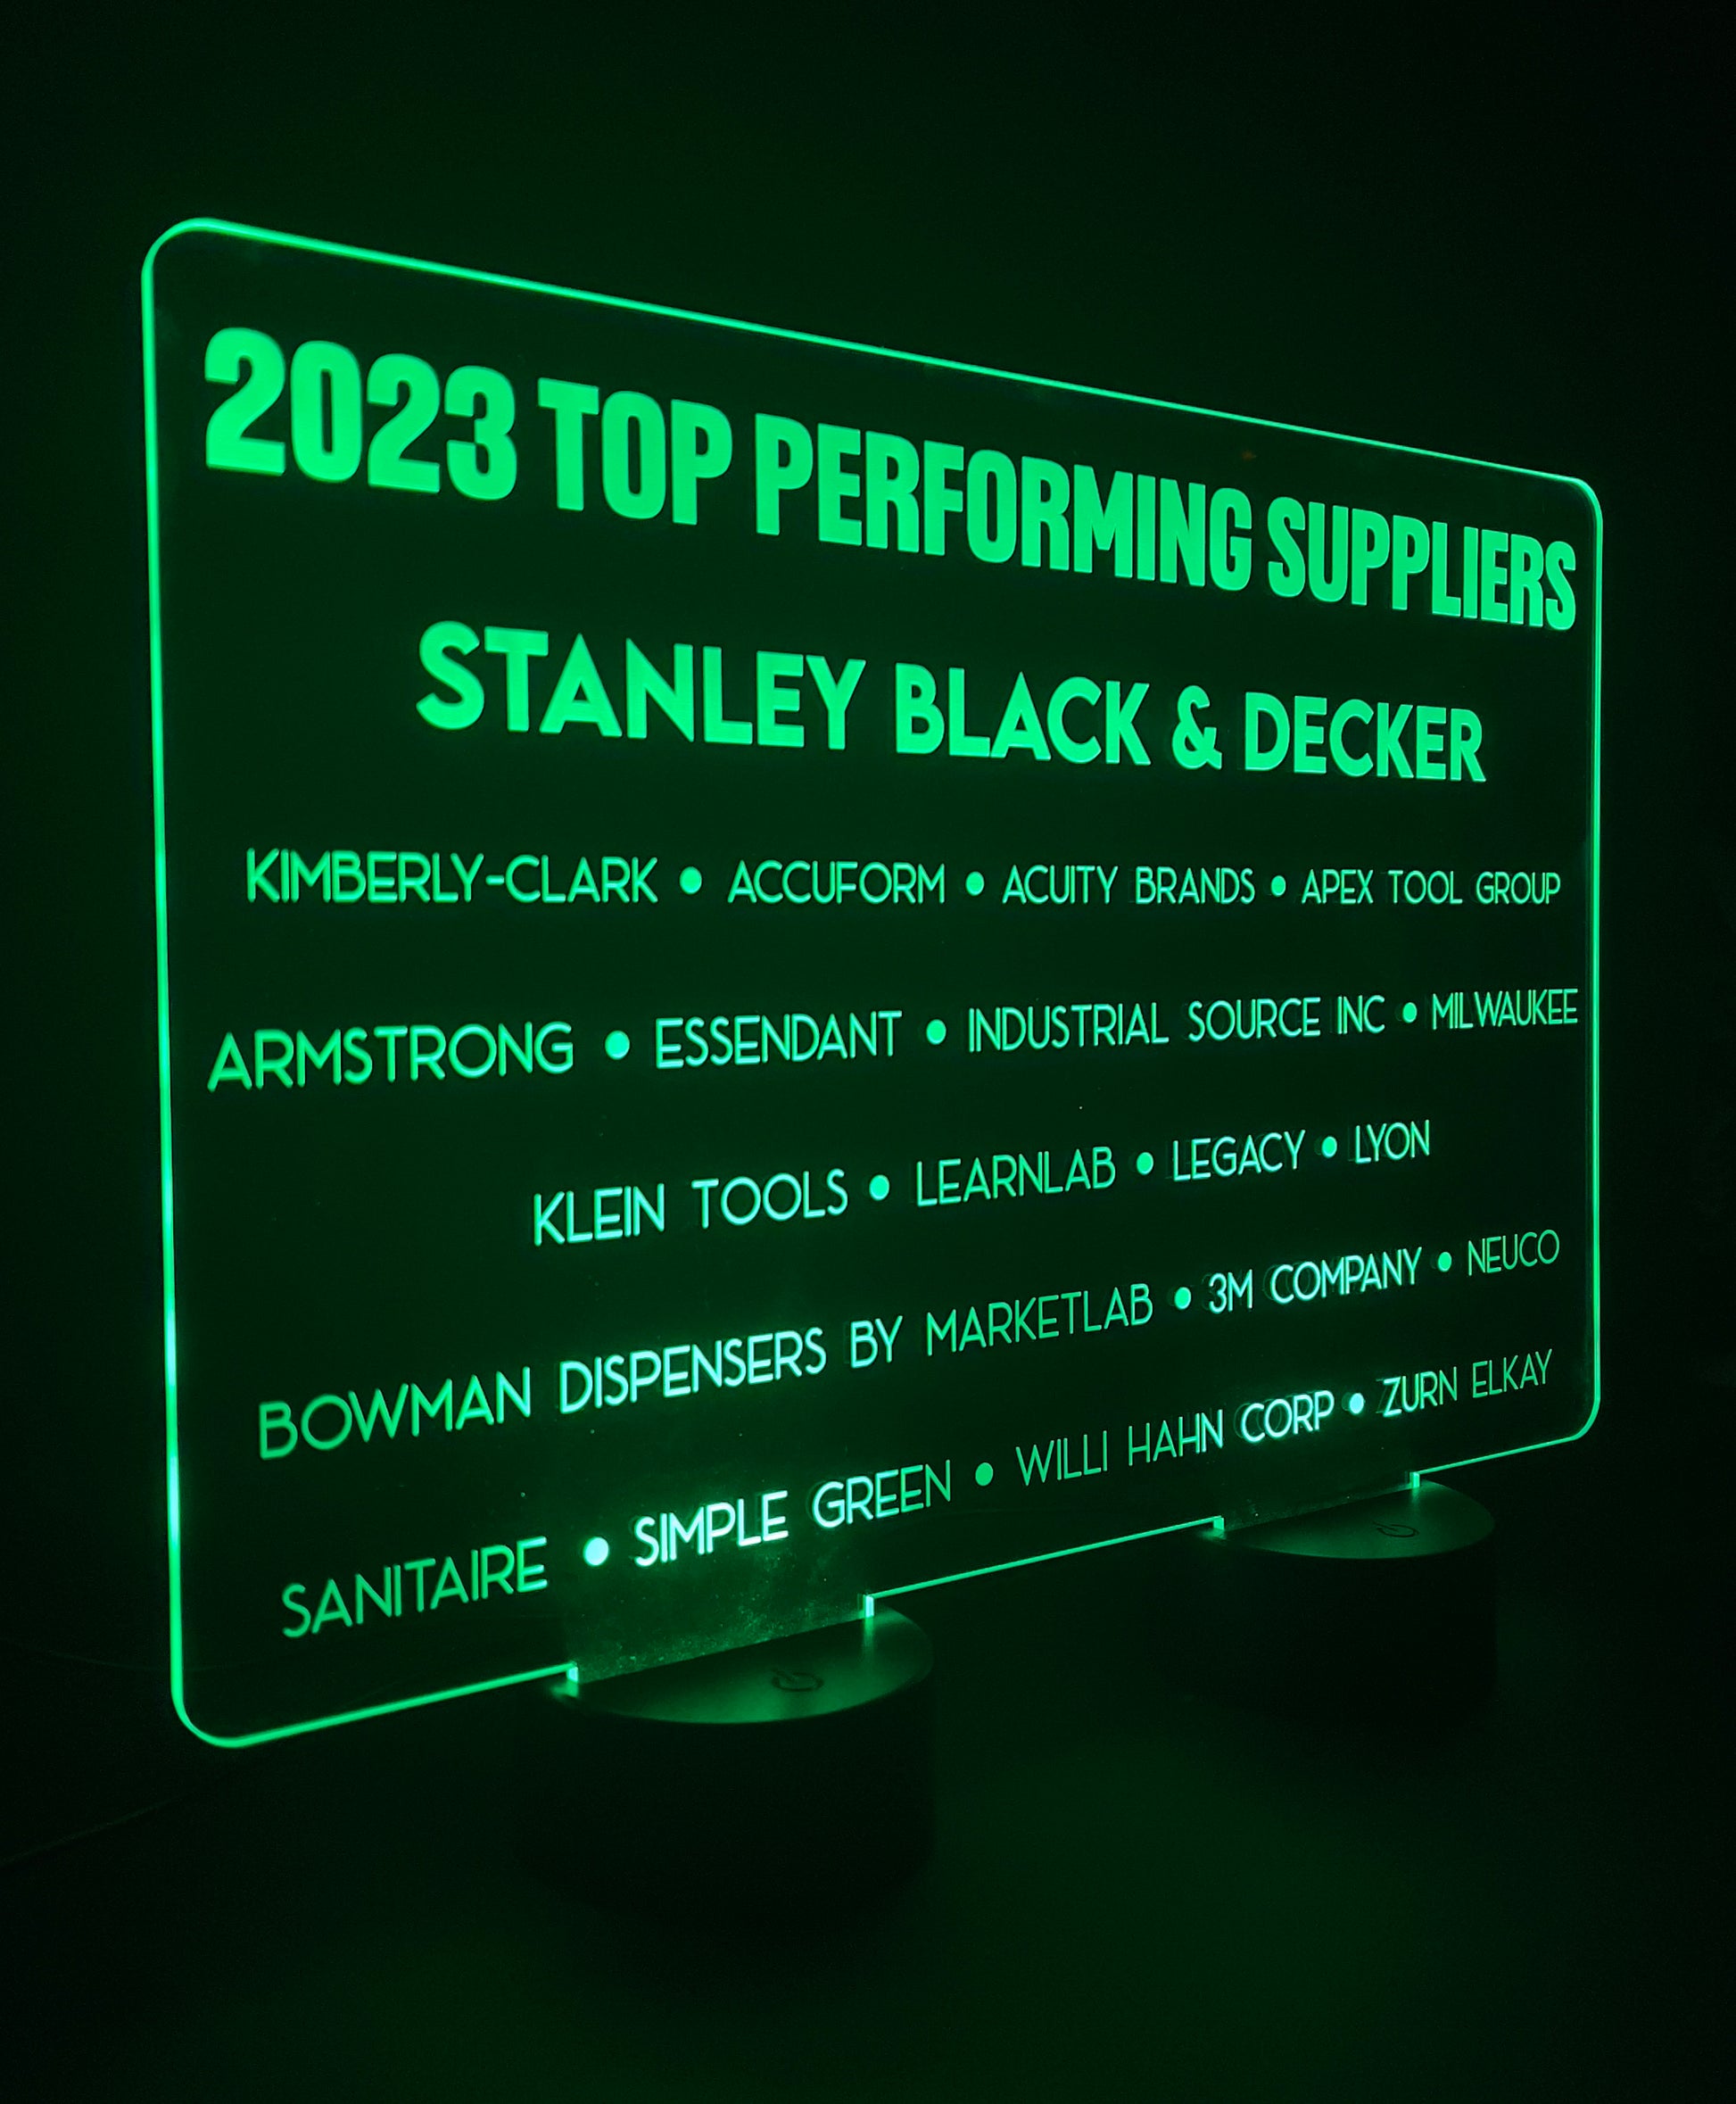 2023 TOP PERFORMING SUPPLIERS
STANLEY BLACK & DECKER
KIMBERLY-CLARK • ACCUFORM • ACUITY BRANDS • APEX TOOL GROUP
ARMSTRONG • ESSENDANT • INDUSTRIAL SOURCE INC • MILWAUKEE
KLEIN TOOLS • LEARNLAB • LEGACY • LYON
BOWMAN DISPENSERS BY MARKETLAB • 3M COMPANY • NEUCO
SANITAIRE • SIMPLE GREEN • WILLI HAHN CORP • ZURN ELKAY